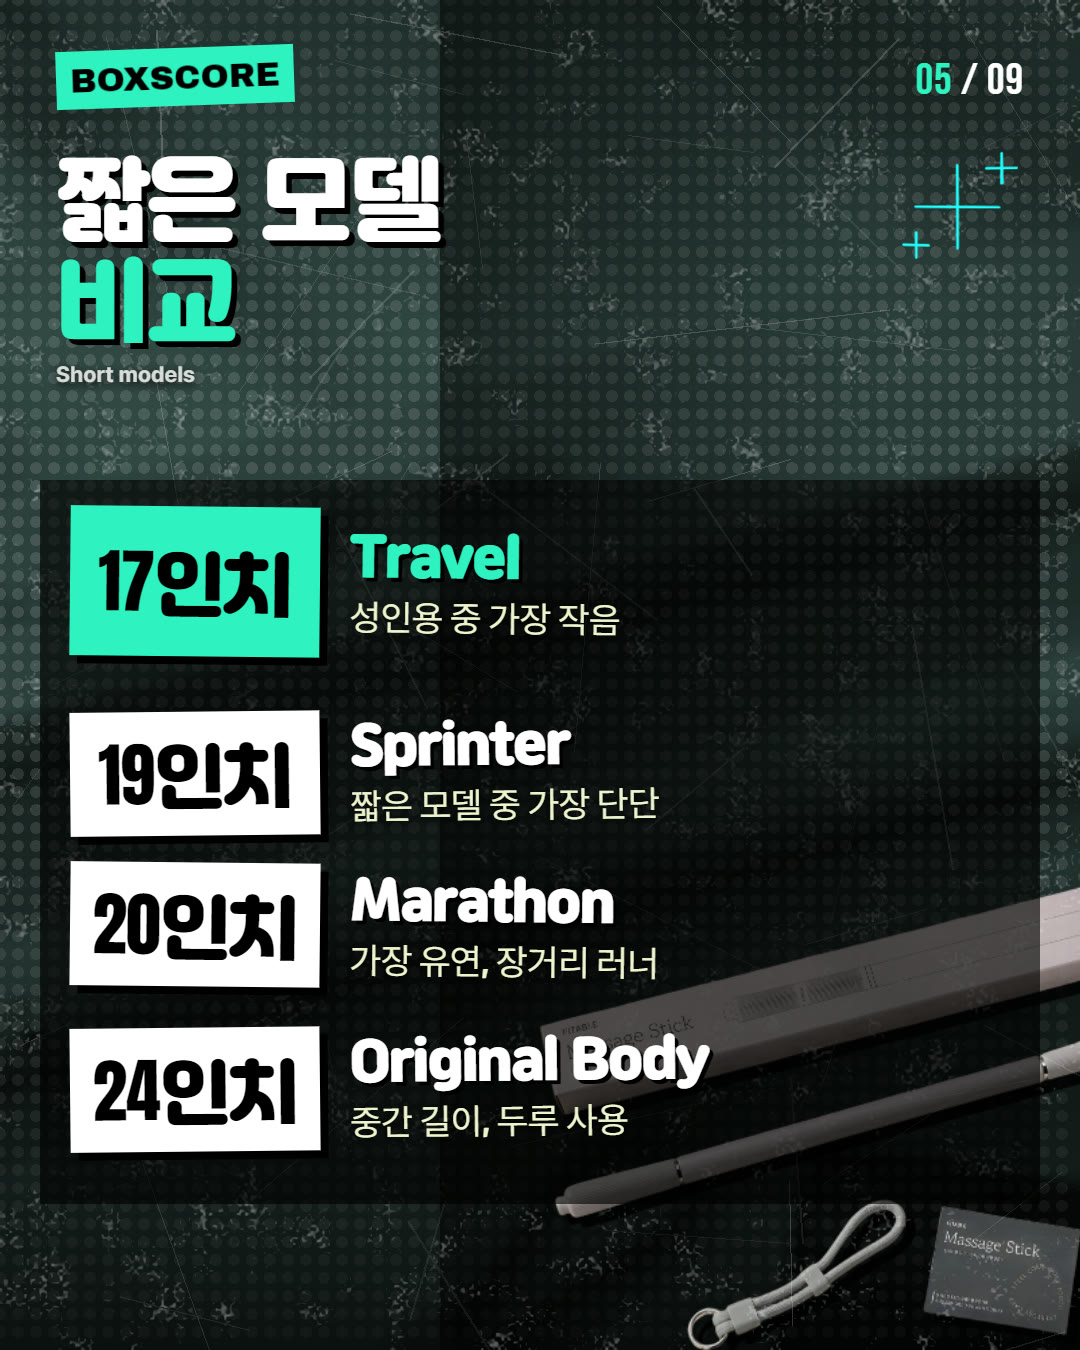 BOXSCORE
05 / 09
짧은 모델
비교
Short models
17인치
Travel
성인용 중 가장 작음
19인치
Sprinter
짧은 모델 중 가장 단단
20인치
Marathon
가장 유연, 장거리 러너
FITABLE
Massage Stick
24인치
Original Body
중간 길이, 두루 사용
Massage Stick